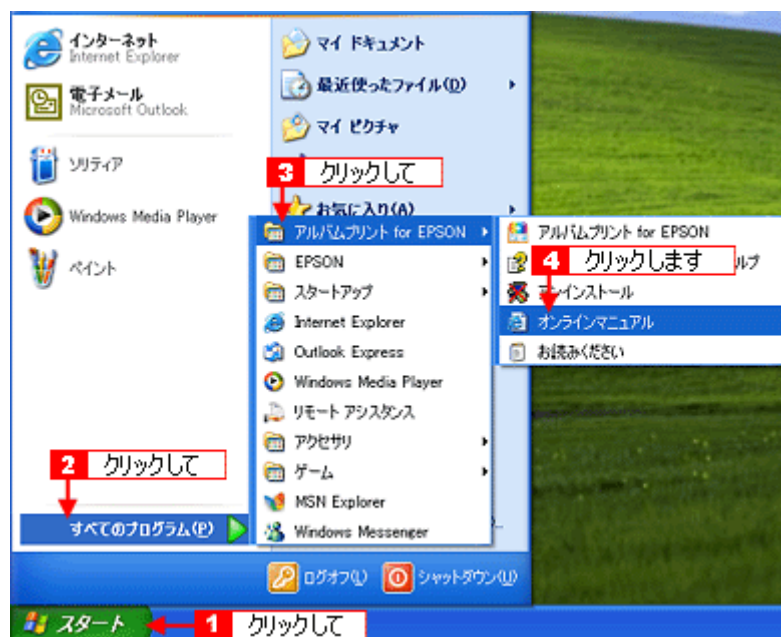 インターネット
Internet Explorer
電子メール
Microsoft Outlook
ソリティア
Windows Media Player
ペイント
2 クリックして
すべてのプログラム(P)
マイ ドキュメント
最近使ったファイル(D)
マイ ピクチャ
3 クリックして
お気に入り(A)
アルバムプリント for EPSON
EPSON
スタートアップ
Internet Explorer
Outlook Express
Windows Media Player
リモート アシスタンス
アクセサリ
ゲーム
MSN Explorer
Windows Messenger
アルバムプリント for EPSON
4 クリックします
ルプ
アンインストール
オンラインマニュアル
お読みください
ログオフ(L)
シャットダウン(U)
スタート
1 クリックして